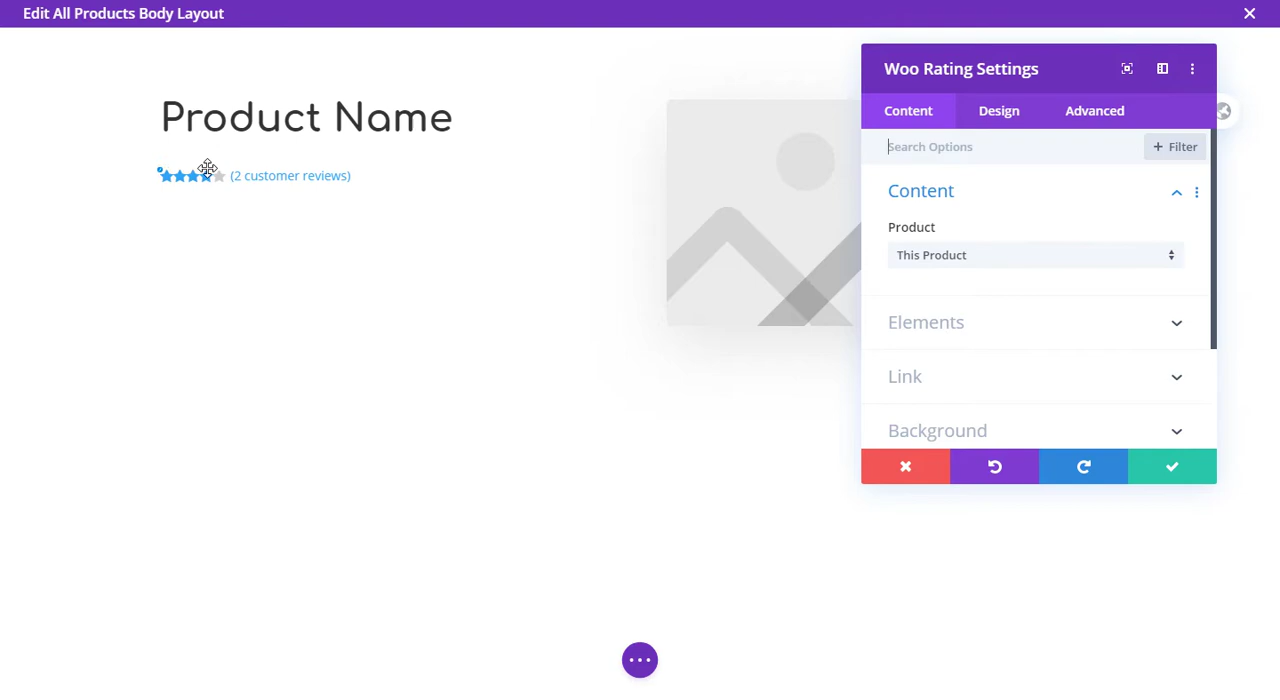 Edit All Products Body Layout
Product Name
(2 customer reviews)
Woo Rating Settings
Content Design Advanced
Search Options + Filter
Content
Product
This Product
Elements
Link
Background